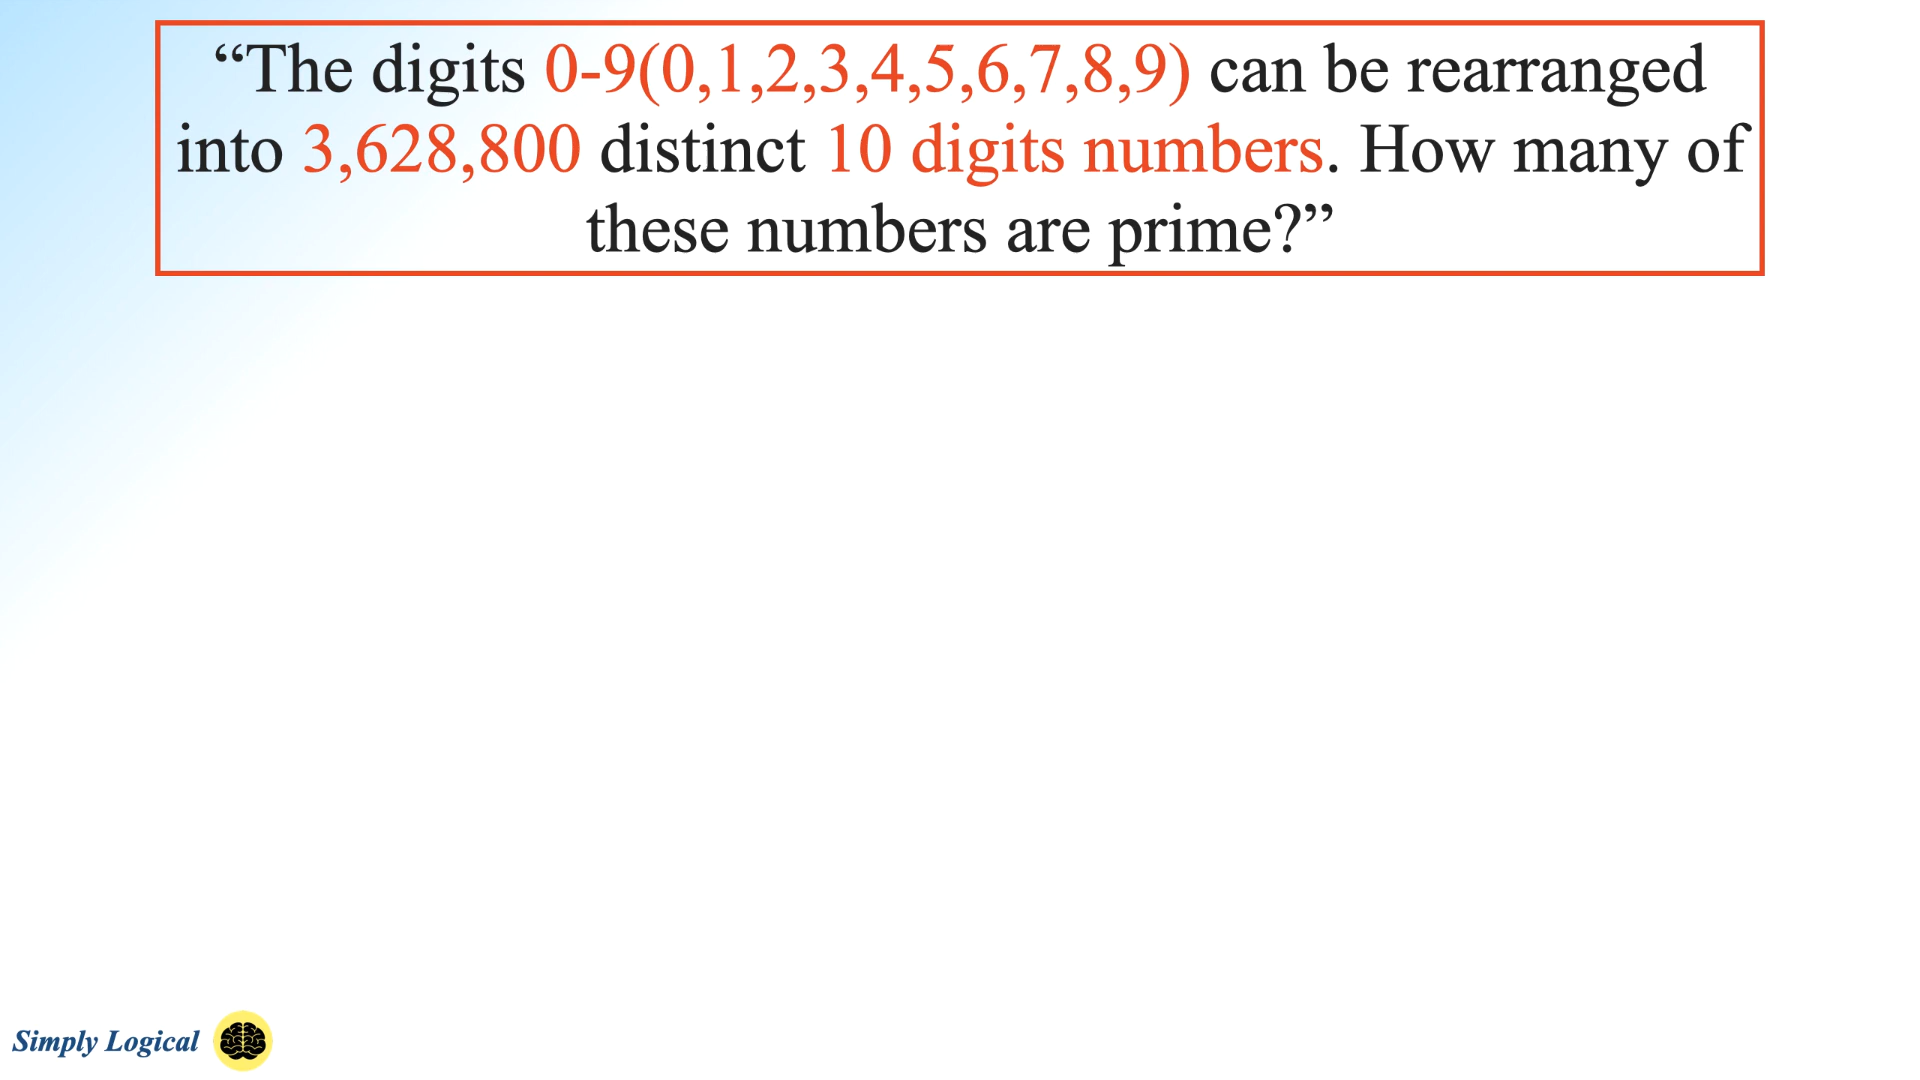 “The digits 0-9(0,1,2,3,4,5,6,7,8,9) can be rearranged
into 3,628,800 distinct 10 digits numbers. How many of
these numbers are prime?”
Simply Logical